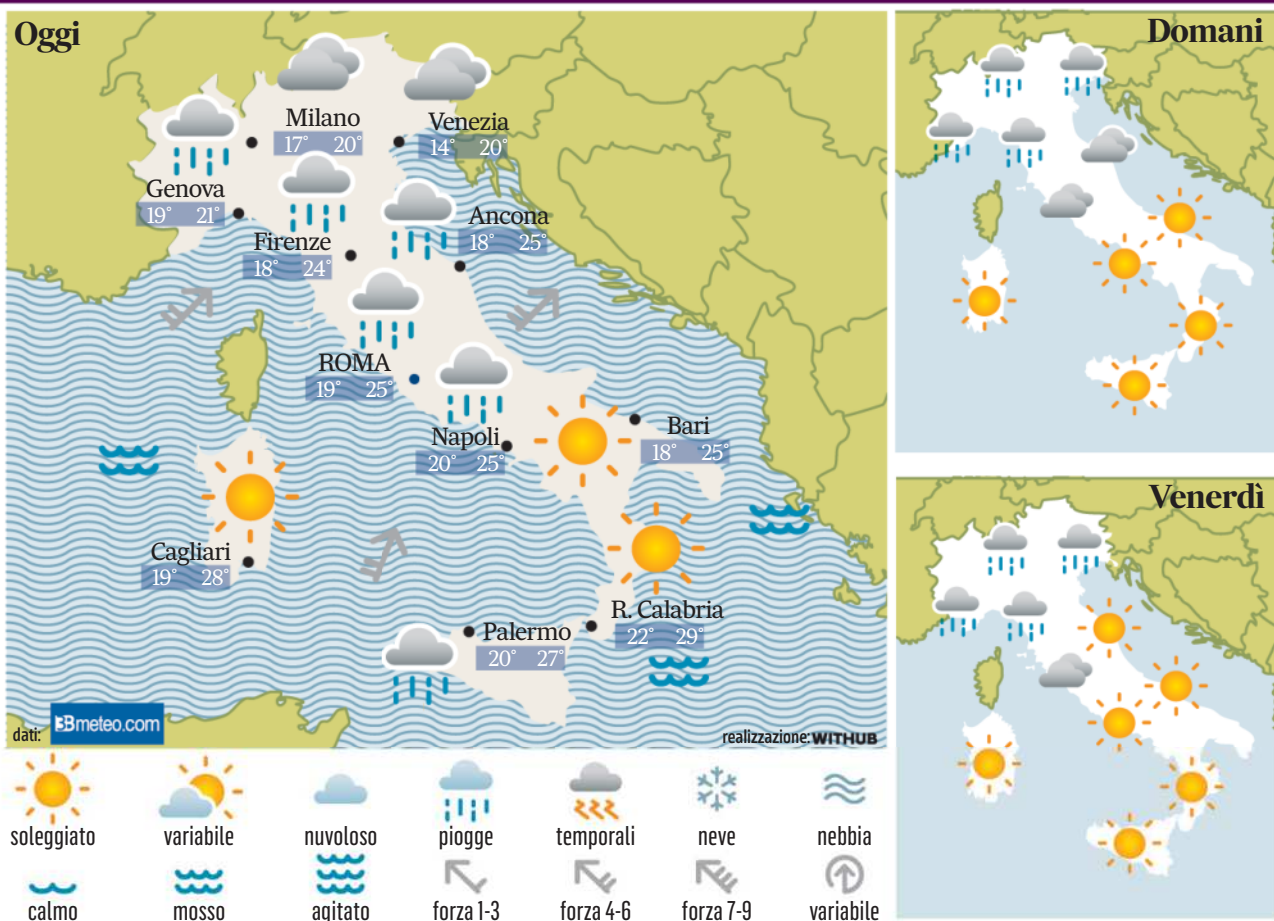 Oggi
Milano
17° 20°
Venezia
14° 20°
Genova
19° 21°
Firenze
18° 24°
Ancona
18° 25°
ROMA
19° 25°
Napoli
20° 25°
Bari
18° 25°
Cagliari
19° 28°
R. Calabria
22° 29°
Palermo
20° 27°
dati: 3Bmeteo.com
realizzazione: WITHUB
Domani
Venerdì
soleggiato variabile nuvoloso piogge temporali neve nebbia
calmo mosso agitato forza 1-3 forza 4-6 forza 7-9 variabile